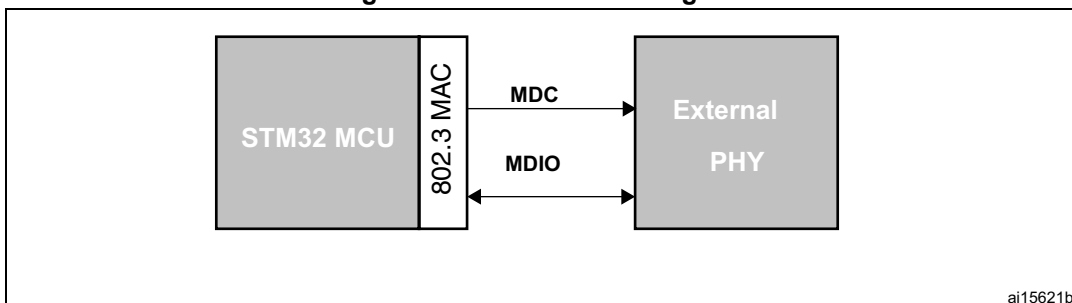 STM32 MCU
802.3 MAC
MDC
MDIO
External
PHY
ai15621b